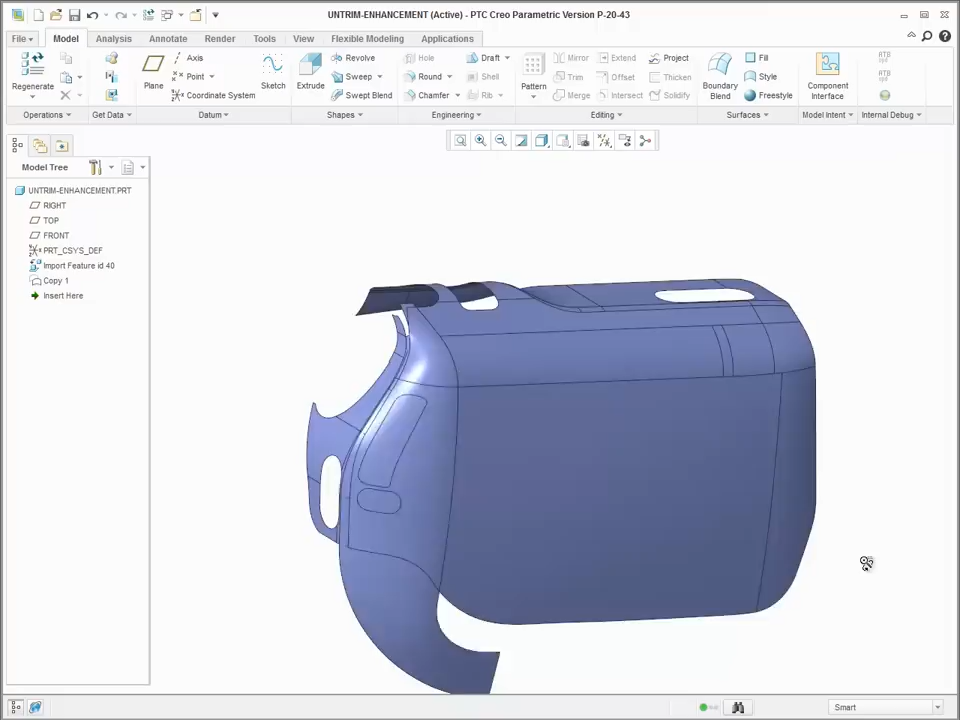 UNTRIM-ENHANCEMENT (Active) - PTC Creo Parametric Version P-20-43
File Model Analysis Annotate Render Tools View Flexible Modeling Applications
Regenerate
Operations
Get Data
Plane
Axis
Point
Coordinate System
Sketch
Datum
Extrude
Revolve
Sweep
Swept Blend
Shapes
Hole
Round
Chamfer
Draft
Shell
Rib
Engineering
Pattern
Mirror
Trim
Merge
Extend
Offset
Intersect
Project
Thicken
Solidify
Editing
Boundary
Blend
Fill
Style
Freestyle
Surfaces
Component
Interface
Model Intent
ATB
ATB
Internal Debug
Model Tree
UNTRIM-ENHANCEMENT.PRT
RIGHT
TOP
FRONT
PRT_CSYS_DEF
Import Feature id 40
Copy 1
Insert Here
Smart